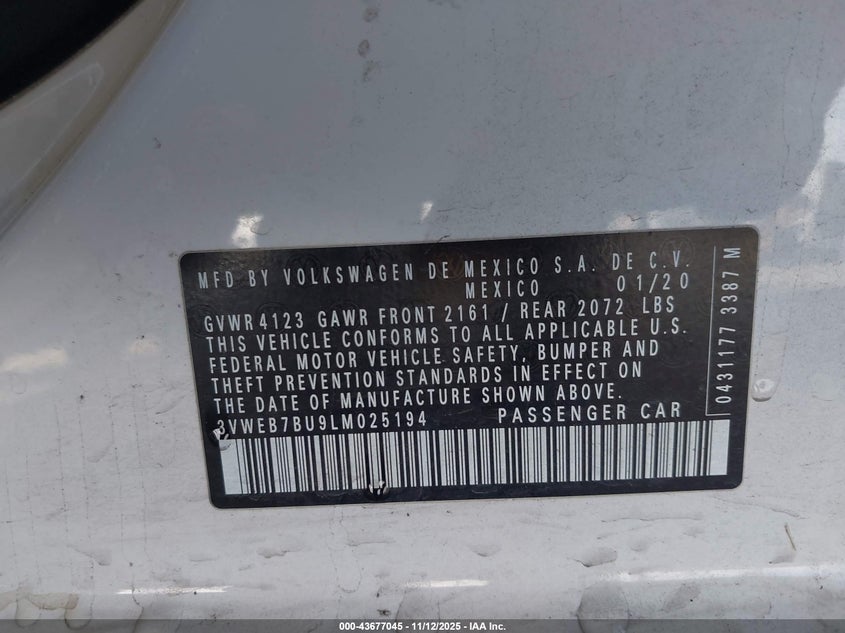 MFD BY VOLKSWAGEN DE MEXICO S.A. DE C.V.
MEXICO 01/20
GVWR 4123 GAWR FRONT 2161 / REAR 2072 LBS
THIS VEHICLE CONFORMS TO ALL APPLICABLE U.S.
FEDERAL MOTOR VEHICLE SAFETY, BUMPER AND
THEFT PREVENTION STANDARDS IN EFFECT ON
THE DATE OF MANUFACTURE SHOWN ABOVE.
3VWEB7BU9LM025194 PASSENGER CAR
0431177 3387 M
000-43677045 - 11/12/2025 - IAA Inc.